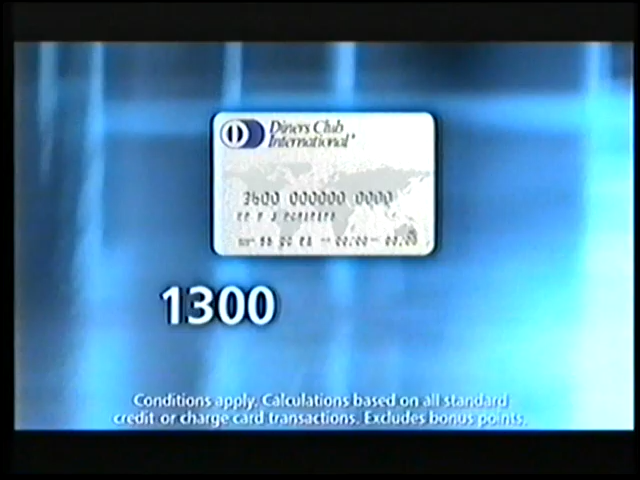 Diners Club
International
3600 000000 0000
1300
Conditions apply. Calculations based on all standard
credit or charge card transactions. Excludes bonus points.